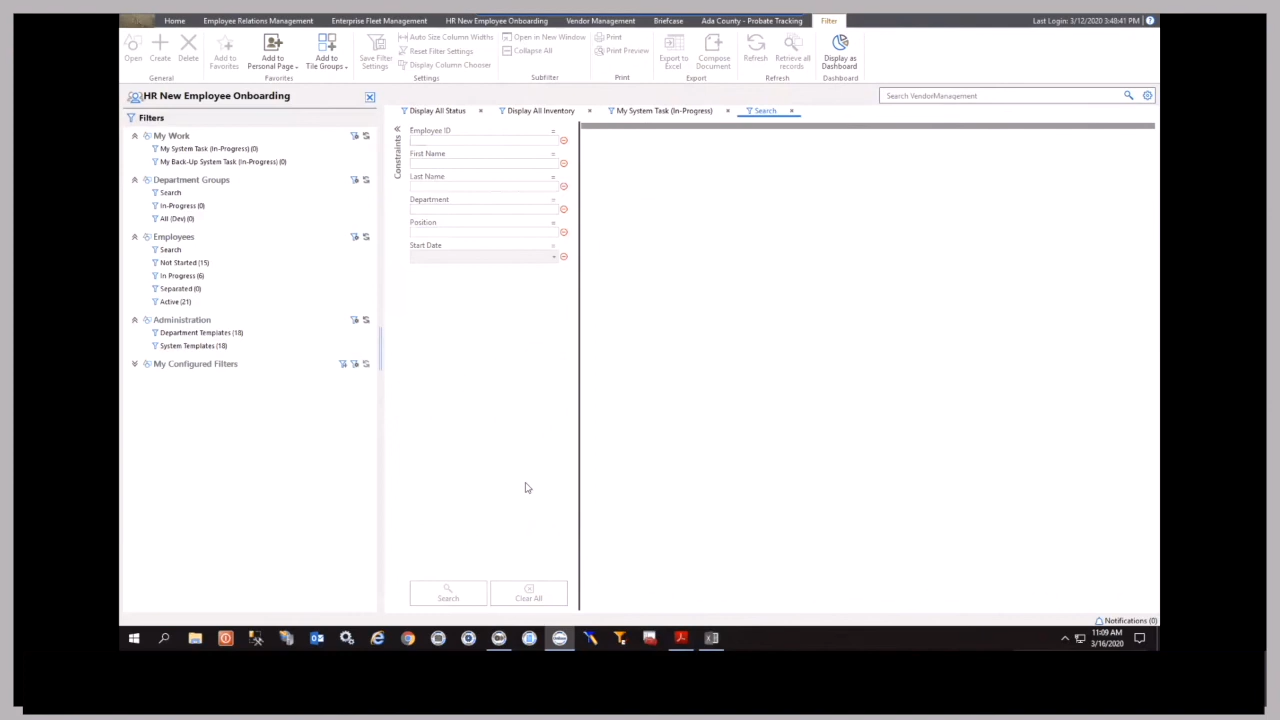 Home Employee Relations Management Enterprise Fleet Management HR New Employee Onboarding Vendor Management Briefcase Ada County - Probate Tracking Filter Last Login: 3/12/2020 3:48:41 PM
Open Create Delete
General
Add to Favorites
Add to Personal Page
Add to Tile Groups
Favorites
Save Filter Settings
Auto Size Column Widths
Reset Filter Settings
Display Column Chooser
Settings
Open in New Window
Collapse All
Subfilter
Print
Print Preview
Print
Export to Excel
Compose Document
Export
Refresh
Retrieve all records
Refresh
Display as Dashboard
Dashboard
HR New Employee Onboarding
Search VendorManagement
Filters
My Work
My System Task (In-Progress) (0)
My Back-Up System Task (In-Progress) (0)
Department Groups
Search
In-Progress (0)
All (Dev) (0)
Employees
Search
Not Started (15)
In Progress (6)
Separated (0)
Active (21)
Administration
Department Templates (18)
System Templates (18)
My Configured Filters
Display All Status × Display All Inventory × My System Task (In-Progress) × Search ×
Constraints
Employee ID =
First Name =
Last Name =
Department =
Position =
Start Date =
Search Clear All
Notifications (0)
11:09 AM
3/16/2020